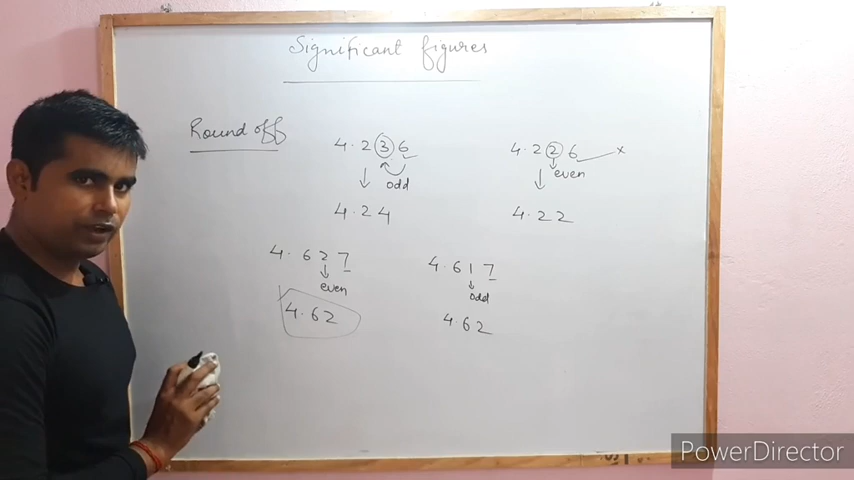 Significant figures
Round off
4.236
odd
4.24
4.226 x
even
4.22
4.627
even
4.62
4.617
odd
4.62
PowerDirector